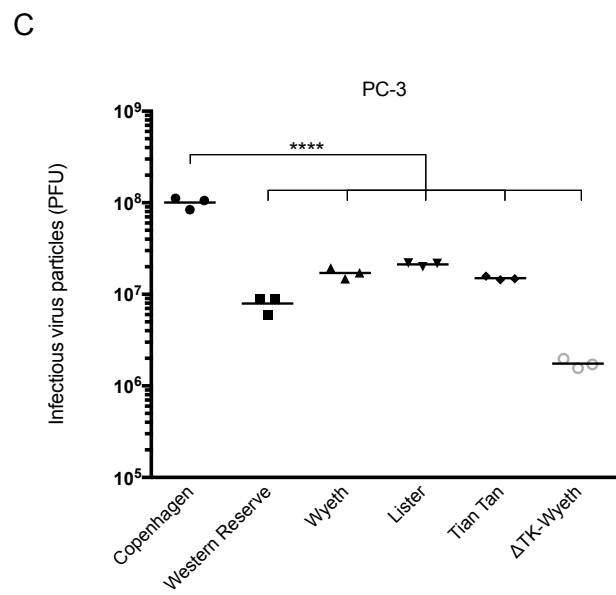 C
PC-3
Infectious virus particles (PFU)
10⁹
10⁸
10⁷
10⁶
10⁵
****
Copenhagen
Western Reserve
Wyeth
Lister
Tian Tan
ΔTK-Wyeth